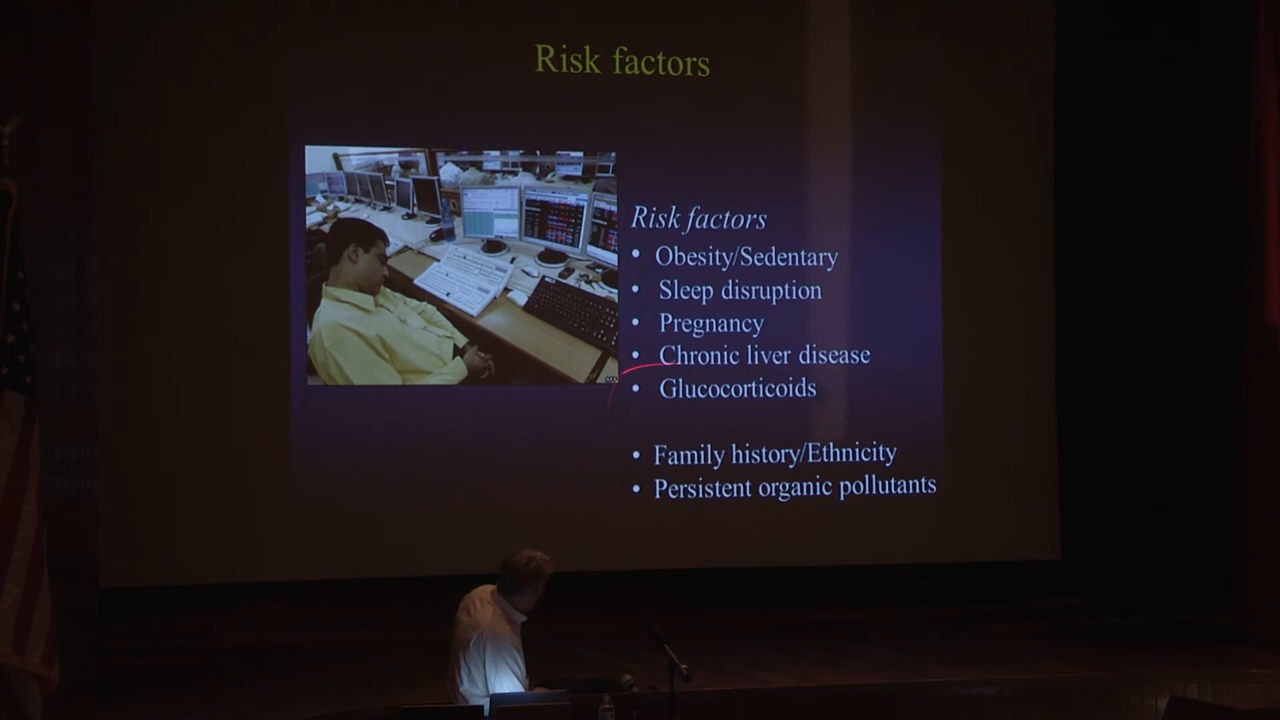 Risk factors
Risk factors
• Obesity/Sedentary
• Sleep disruption
• Pregnancy
• Chronic liver disease
• Glucocorticoids
• Family history/Ethnicity
• Persistent organic pollutants